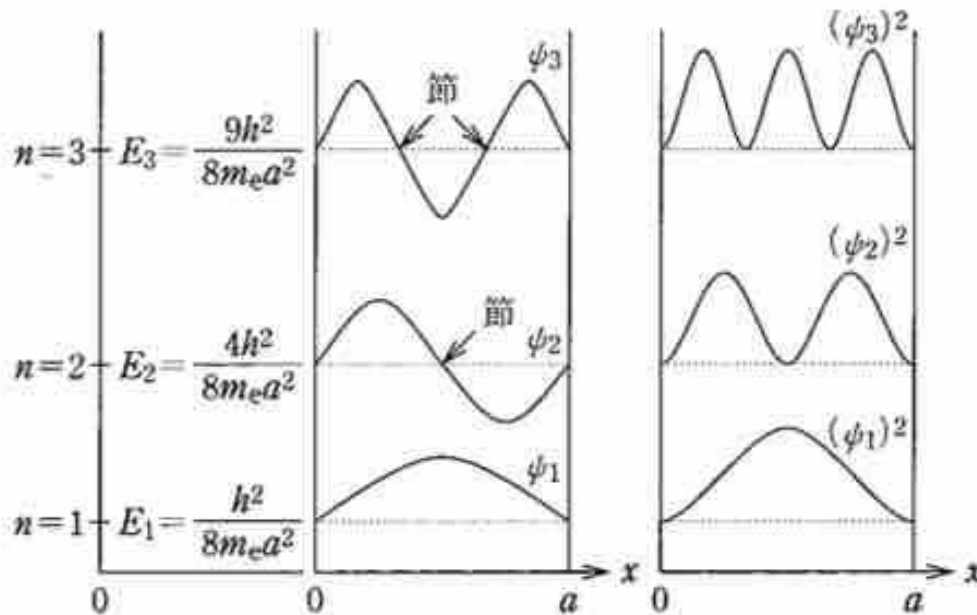 ψ₃
(ψ₃)²
節
n=3 E₃= 9h²/8mₑa²
(ψ₂)²
節
ψ₂
n=2 E₂= 4h²/8mₑa²
(ψ₁)²
ψ₁
n=1 E₁= h²/8mₑa²
x
x
0
0
a
0
a